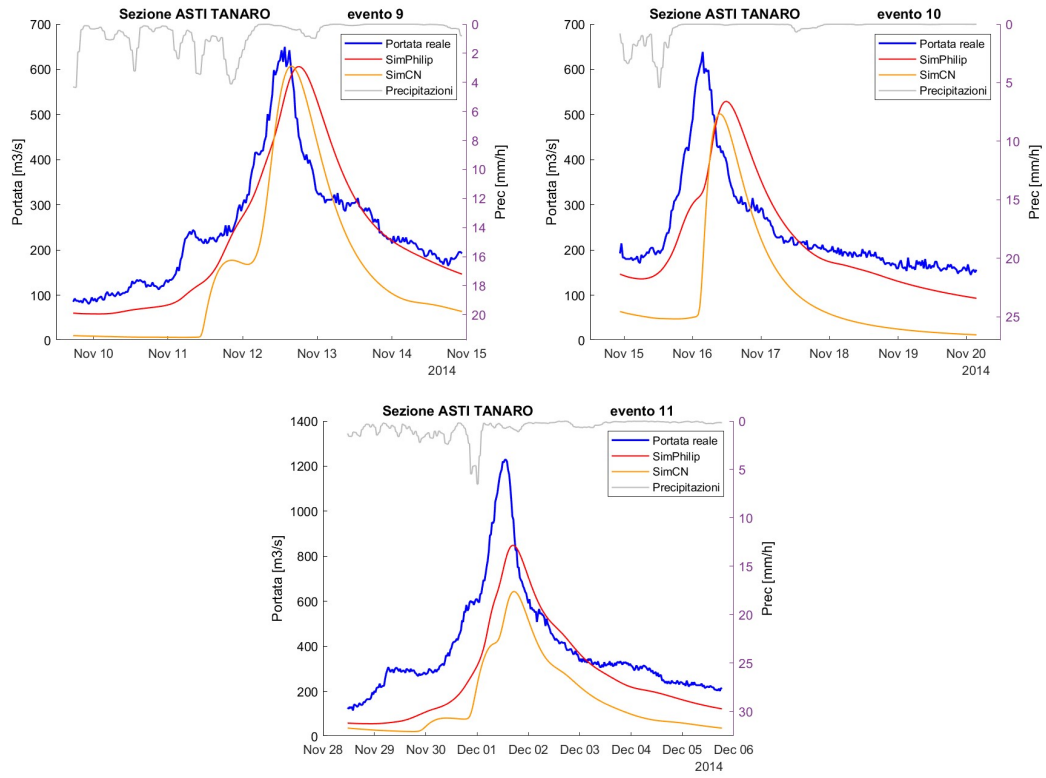 Sezione ASTI TANARO evento 9
700
600
500
400
300
200
100
0
Portata [m3/s]
Portata reale
SimPhilip
SimCN
Precipitazioni
0
2
4
6
8
10
12
14
16
18
20
Prec [mm/h]
Nov 10 Nov 11 Nov 12 Nov 13 Nov 14 Nov 15
2014
Sezione ASTI TANARO evento 10
700
600
500
400
300
200
100
0
Portata [m3/s]
Portata reale
SimPhilip
SimCN
Precipitazioni
0
5
10
15
20
25
Prec [mm/h]
Nov 15 Nov 16 Nov 17 Nov 18 Nov 19 Nov 20
2014
Sezione ASTI TANARO evento 11
1400
1200
1000
800
600
400
200
0
Portata [m3/s]
Portata reale
SimPhilip
SimCN
Precipitazioni
0
5
10
15
20
25
30
Prec [mm/h]
Nov 28 Nov 29 Nov 30 Dec 01 Dec 02 Dec 03 Dec 04 Dec 05 Dec 06
2014